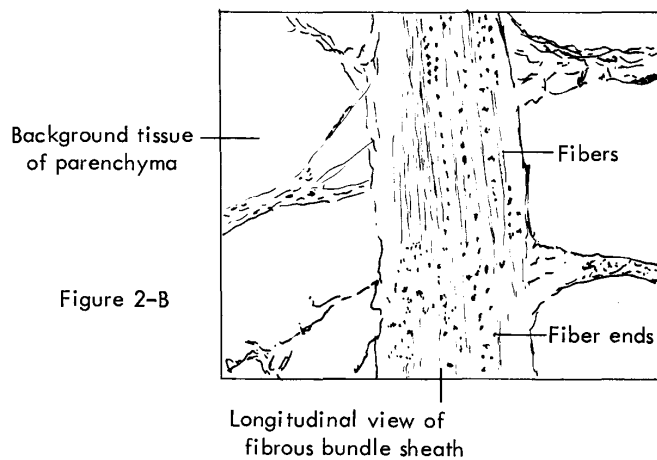 Background tissue
of parenchyma
Fibers
Figure 2-B
Fiber ends
Longitudinal view of
fibrous bundle sheath